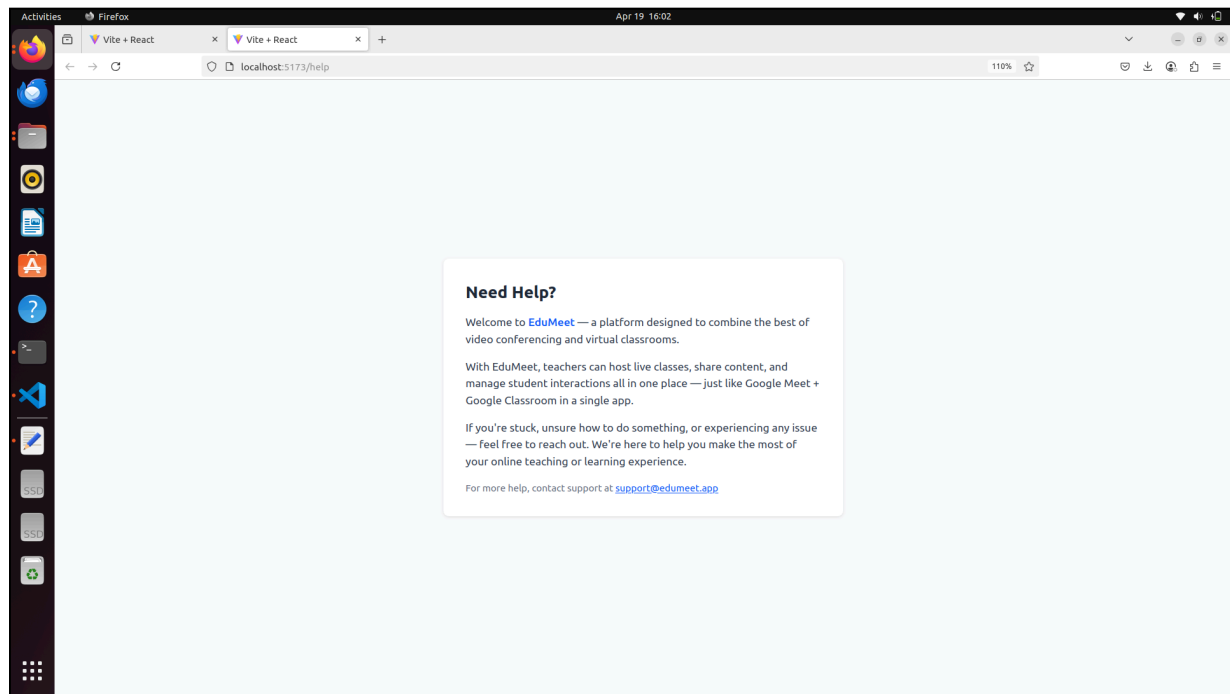 Activities
Firefox
Apr 19 16:02
Vite + React
Vite + React
localhost:5173/help
110%
Need Help?
Welcome to EduMeet — a platform designed to combine the best of
video conferencing and virtual classrooms.
With EduMeet, teachers can host live classes, share content, and
manage student interactions all in one place — just like Google Meet +
Google Classroom in a single app.
If you're stuck, unsure how to do something, or experiencing any issue
— feel free to reach out. We're here to help you make the most of
your online teaching or learning experience.
For more help, contact support at support@edumeet.app
SSD
SSD